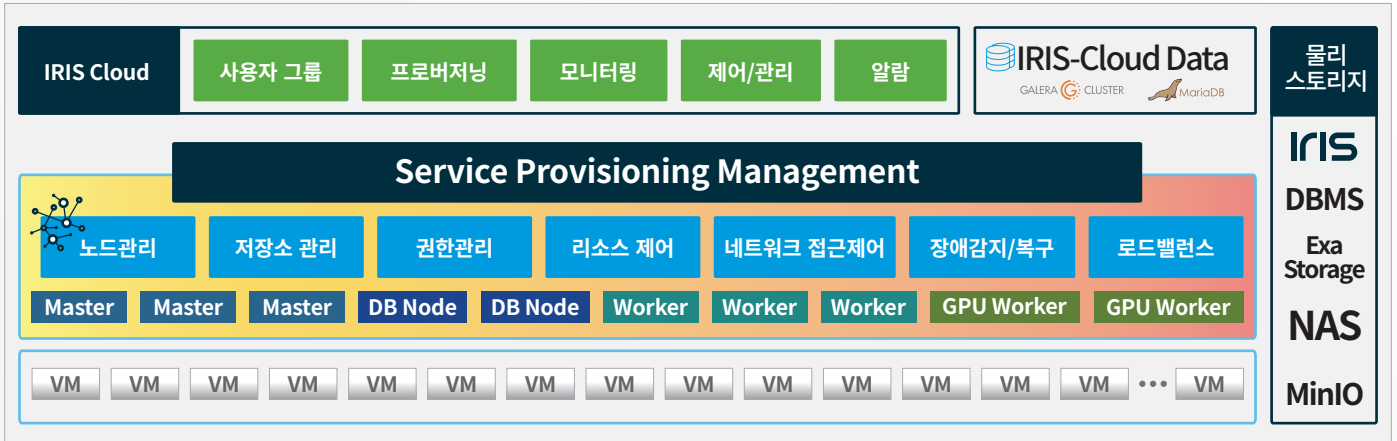 IRIS Cloud
사용자 그룹
프로버저닝
모니터링
제어/관리
알람
IRIS-Cloud Data
GALERA CLUSTER
MariaDB
물리
스토리지
IRIS
DBMS
Exa
Storage
NAS
MinIO
Service Provisioning Management
노드관리
저장소 관리
권한관리
리소스 제어
네트워크 접근제어
장애감지/복구
로드밸런스
Master
Master
Master
DB Node
DB Node
Worker
Worker
Worker
GPU Worker
GPU Worker
VM
VM
VM
VM
VM
VM
VM
VM
VM
VM
VM
VM
VM
VM
•••
VM